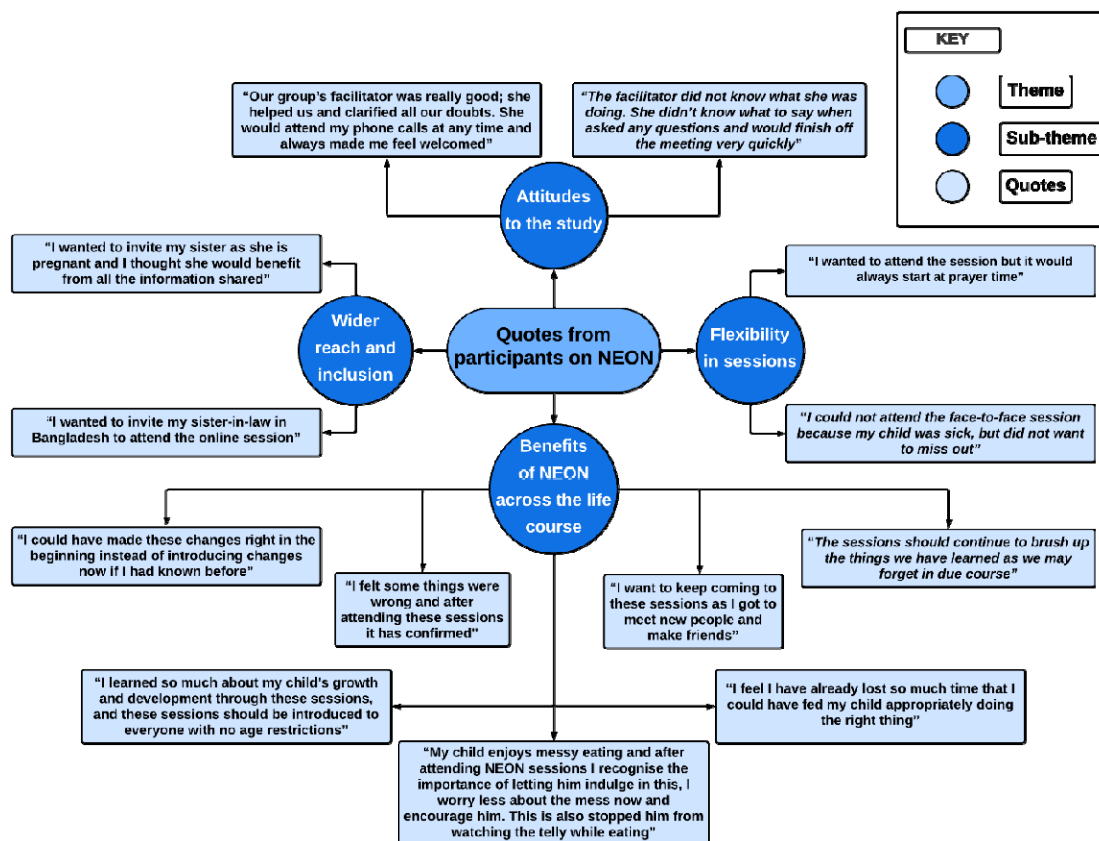 KEY
Theme
Sub-theme
Quotes
“Our group’s facilitator was really good; she
helped us and clarified all our doubts. She
would attend my phone calls at any time and
always made me feel welcomed”
“The facilitator did not know what she was
doing. She didn’t know what to say when
asked any questions and would finish off
the meeting very quickly”
Attitudes
to the study
“I wanted to invite my sister as she is
pregnant and I thought she would benefit
from all the information shared”
“I wanted to attend the session but it would
always start at prayer time”
Wider
reach and
inclusion
Quotes from
participants on NEON
Flexibility
in sessions
“I wanted to invite my sister-in-law in
Bangladesh to attend the online session”
“I could not attend the face-to-face session
because my child was sick, but did not want
to miss out”
Benefits
of NEON
across the life
course
“I could have made these changes right in the
beginning instead of introducing changes
now if I had known before”
“I felt some things were
wrong and after
attending these sessions
it has confirmed”
“I want to keep coming to
these sessions as I got to
meet new people and
make friends”
“The sessions should continue to brush up
the things we have learned as we may
forget in due course”
“I learned so much about my child’s growth
and development through these sessions,
and these sessions should be introduced to
everyone with no age restrictions”
“I feel I have already lost so much time that I
could have fed my child appropriately doing
the right thing”
“My child enjoys messy eating and after
attending NEON sessions I recognise the
importance of letting him indulge in this, I
worry less about the mess now and
encourage him. This is also stopped him from
watching the telly while eating”